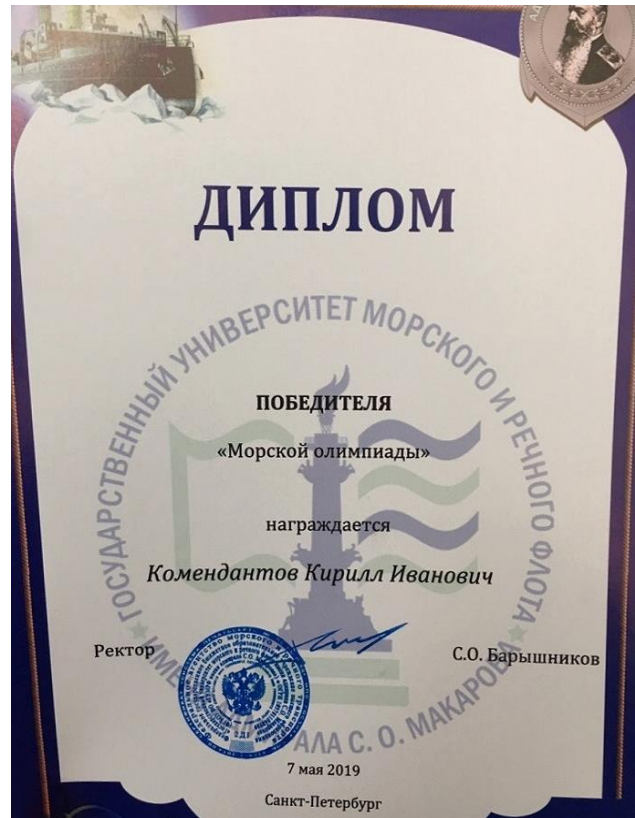 ДИПЛОМ
ГОСУДАРСТВЕННЫЙ УНИВЕРСИТЕТ МОРСКОГО И РЕЧНОГО ФЛОТА
ПОБЕДИТЕЛЯ
«Морской олимпиады»
награждается
Комендантов Кирилл Иванович
Ректор
С.О. Барышников
С. О. МАКАРОВА
7 мая 2019
Санкт-Петербург